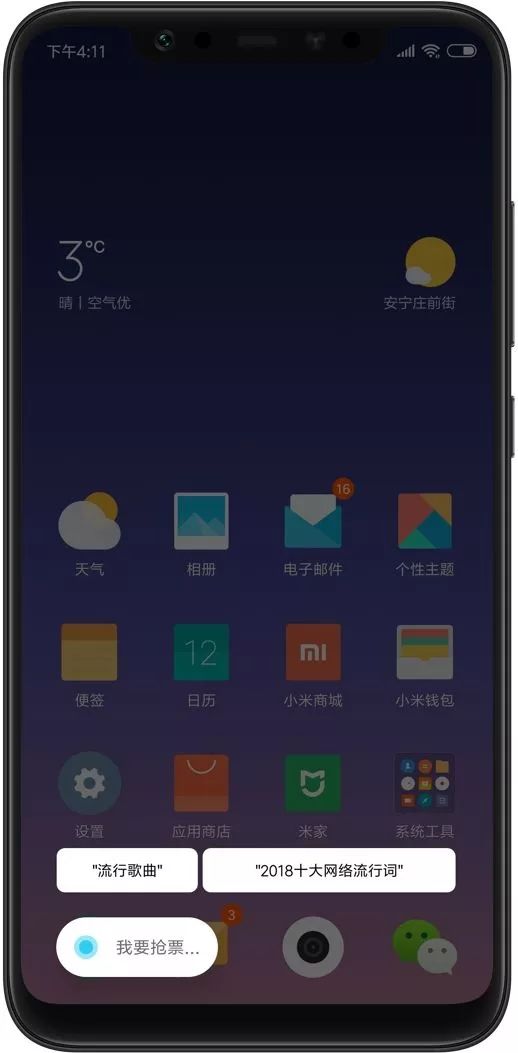 下午4:11
3℃
晴 | 空气优
安宁庄前街
16
天气
相册
电子邮件
个性主题
12
mi
便签
日历
小米商城
小米钱包
设置
应用商店
米家
系统工具
"流行歌曲"
"2018十大网络流行词"
3
我要抢票...